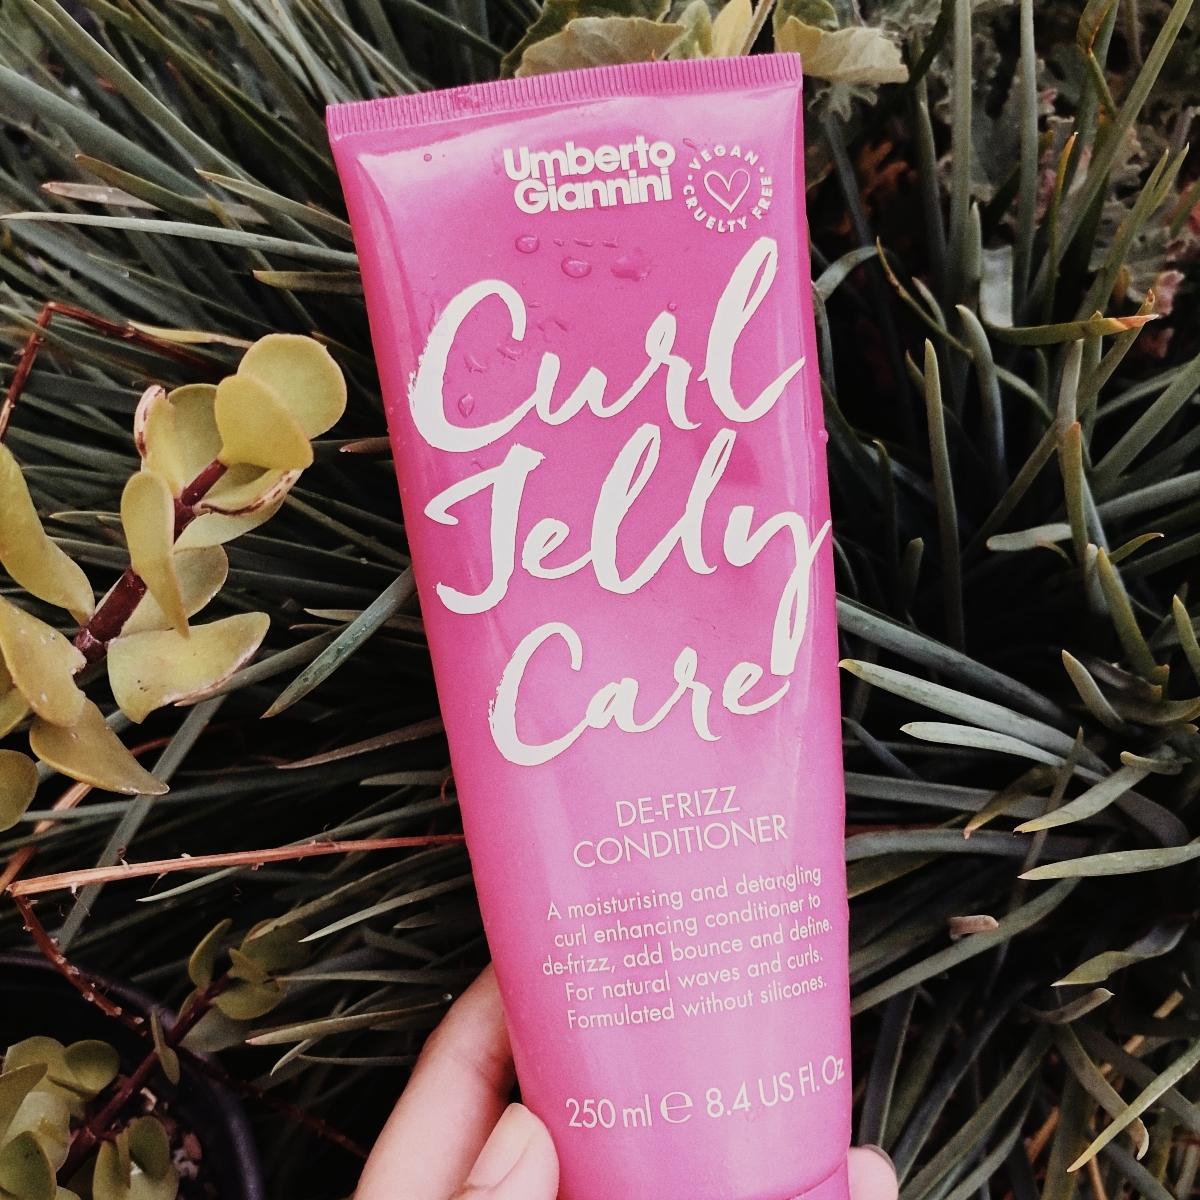 Umberto
Giannini
• VEGAN •
CRUELTY FREE
Curl
Jelly
Care
DE-FRIZZ
CONDITIONER
A moisturising and detangling
curl enhancing conditioner to
de-frizz, add bounce and define.
For natural waves and curls.
Formulated without silicones.
250 ml ℮ 8.4 US Fl. Oz